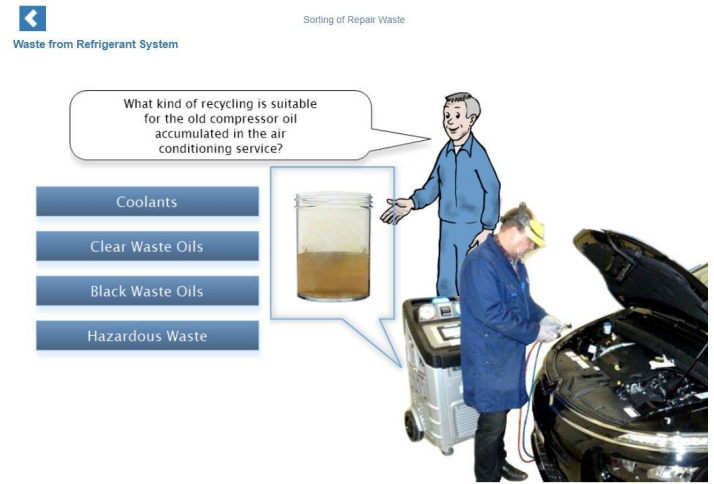 Sorting of Repair Waste
Waste from Refrigerant System
What kind of recycling is suitable
for the old compressor oil
accumulated in the air
conditioning service?
Coolants
Clear Waste Oils
Black Waste Oils
Hazardous Waste